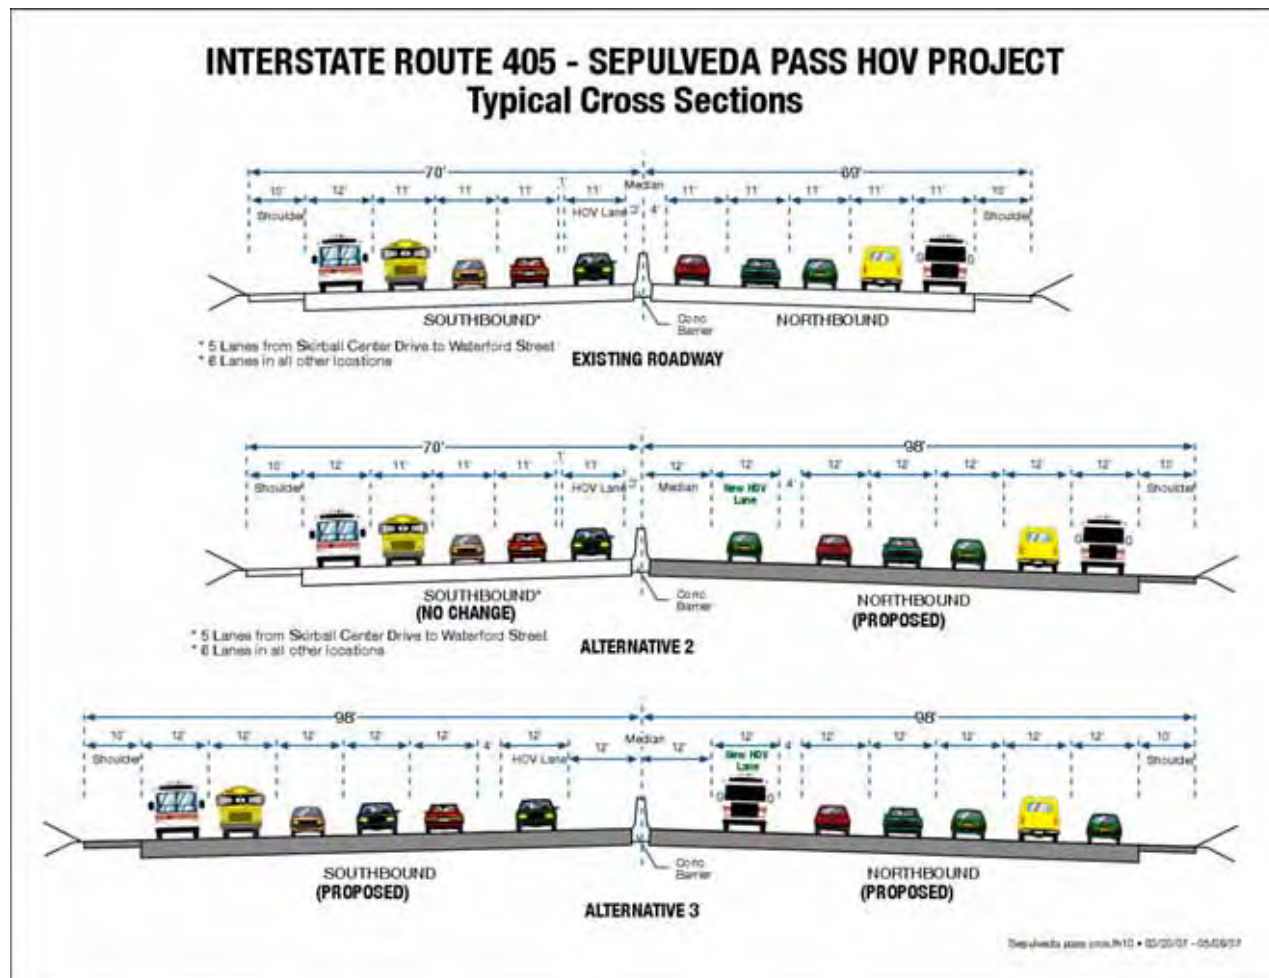 INTERSTATE ROUTE 405 - SEPULVEDA PASS HOV PROJECT
Typical Cross Sections
70' 69'
10' 12' 11' 11' 11' 1' 11' Median 11' 11' 11' 11' 11' 10'
Shoulder HOV Lane 4' Shoulder
SOUTHBOUND* Conc. NORTHBOUND
Barrier
* 5 Lanes from Skirball Center Drive to Waterford Street
* 6 Lanes in all other locations
EXISTING ROADWAY
70' 98'
10' 12' 11' 11' 11' 1' 11' 12' 12' 4' 12' 12' 12' 12' 12' 10'
Shoulder HOV Lane Median New HOV Shoulder
Lane
SOUTHBOUND* Conc. NORTHBOUND
(NO CHANGE) Barrier (PROPOSED)
* 5 Lanes from Skirball Center Drive to Waterford Street
* 6 Lanes in all other locations
ALTERNATIVE 2
98' 98'
10' 12' 12' 12' 12' 12' 4' 12' 12' Median 12' 12' 4' 12' 12' 12' 12' 12' 10'
Shoulder HOV Lane New HOV Shoulder
Lane
SOUTHBOUND Conc. NORTHBOUND
(PROPOSED) Barrier (PROPOSED)
ALTERNATIVE 3
Sepulveda pass